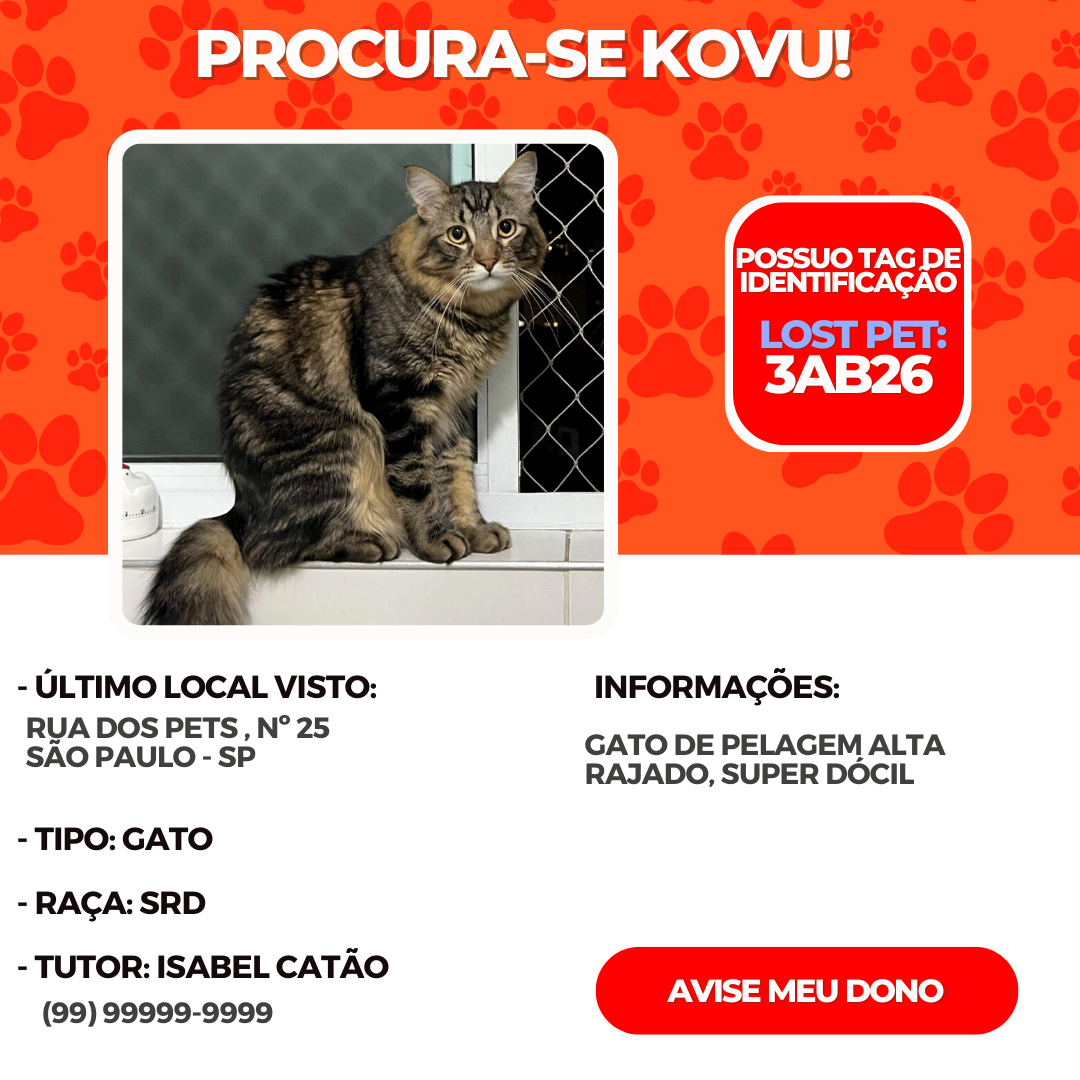 PROCURA-SE KOVU!
POSSUO TAG DE
IDENTIFICAÇÃO
LOST PET:
3AB26
- ÚLTIMO LOCAL VISTO:
RUA DOS PETS , Nº 25
SÃO PAULO - SP
- TIPO: GATO
- RAÇA: SRD
- TUTOR: ISABEL CATÃO
(99) 99999-9999
INFORMAÇÕES:
GATO DE PELAGEM ALTA
RAJADO, SUPER DÓCIL
AVISE MEU DONO